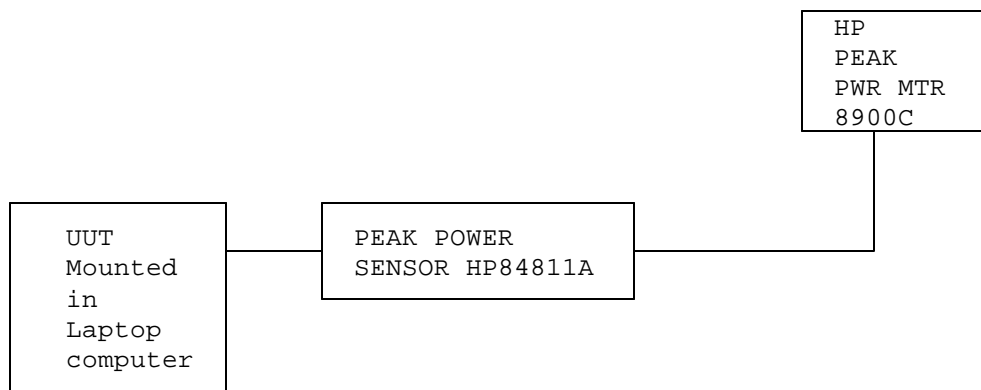 HP
PEAK
PWR MTR
8900C
UUT
Mounted
in
Laptop
computer
PEAK POWER
SENSOR HP84811A